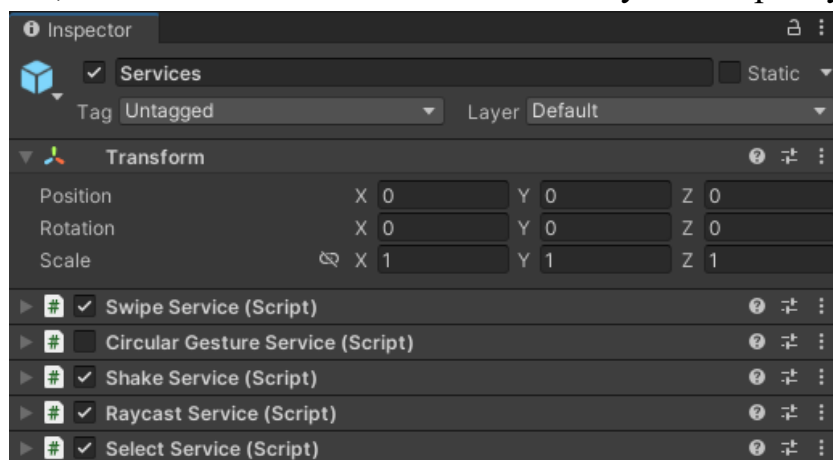 Inspector
Services
Static
Tag Untagged Layer Default
Transform
Position X 0 Y 0 Z 0
Rotation X 0 Y 0 Z 0
Scale X 1 Y 1 Z 1
# Swipe Service (Script)
# Circular Gesture Service (Script)
# Shake Service (Script)
# Raycast Service (Script)
# Select Service (Script)